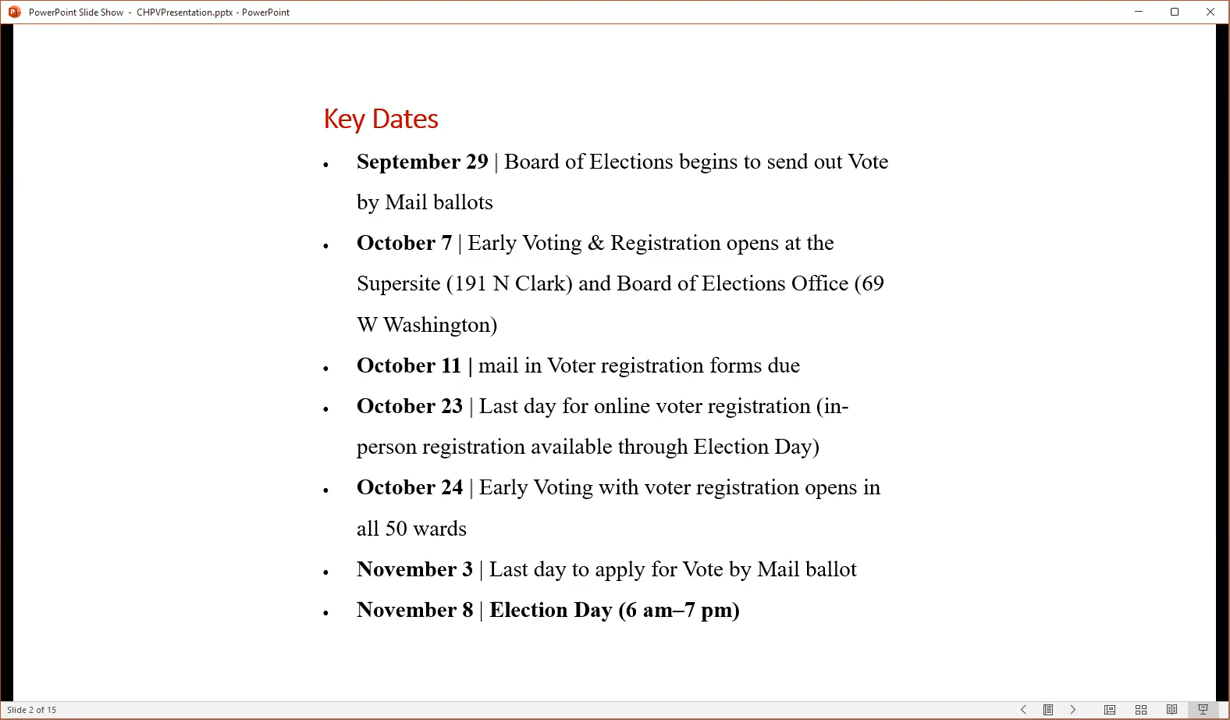 PowerPoint Slide Show - CHPVPresentation.pptx - PowerPoint
Key Dates
• September 29 | Board of Elections begins to send out Vote
by Mail ballots
• October 7 | Early Voting & Registration opens at the
Supersite (191 N Clark) and Board of Elections Office (69
W Washington)
• October 11 | mail in Voter registration forms due
• October 23 | Last day for online voter registration (in-
person registration available through Election Day)
• October 24 | Early Voting with voter registration opens in
all 50 wards
• November 3 | Last day to apply for Vote by Mail ballot
• November 8 | Election Day (6 am–7 pm)
Slide 2 of 15